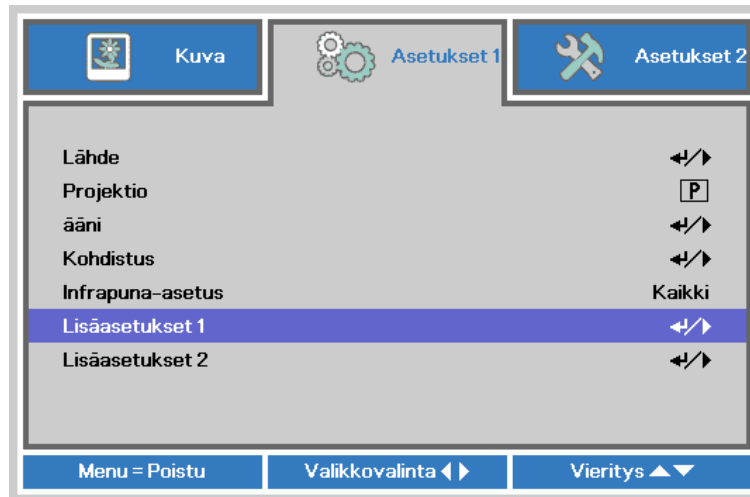 Kuva Asetukset 1 Asetukset 2
Lähde
Projektio P
ääni
Kohdistus
Infrapuna-asetus Kaikki
Lisäasetukset 1
Lisäasetukset 2
Menu = Poistu Valikkovalinta Vieritys